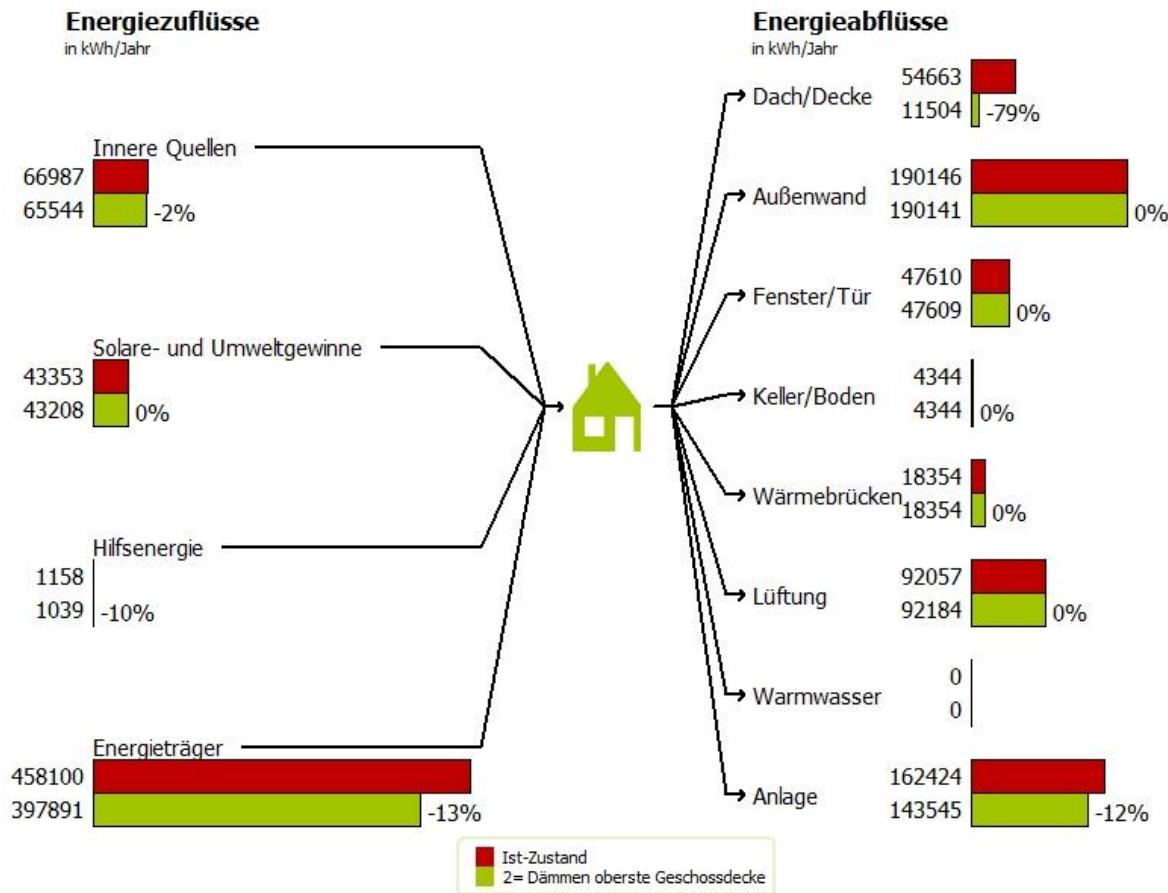 Energiezuflüsse
in kWh/Jahr
Innere Quellen
66987
65544 -2%
Solare- und Umweltgewinne
43353
43208 0%
Hilfsenergie
1158
1039 -10%
Energieträger
458100
397891 -13%
Energieabflüsse
in kWh/Jahr
54663
Dach/Decke
11504 -79%
190146
Außenwand
190141 0%
47610
Fenster/Tür
47609 0%
4344
Keller/Boden
4344 0%
18354
Wärmebrücken
18354 0%
92057
Lüftung
92184 0%
0
Warmwasser
0
162424
Anlage
143545 -12%
Ist-Zustand
2= Dämmen oberste Geschossdecke